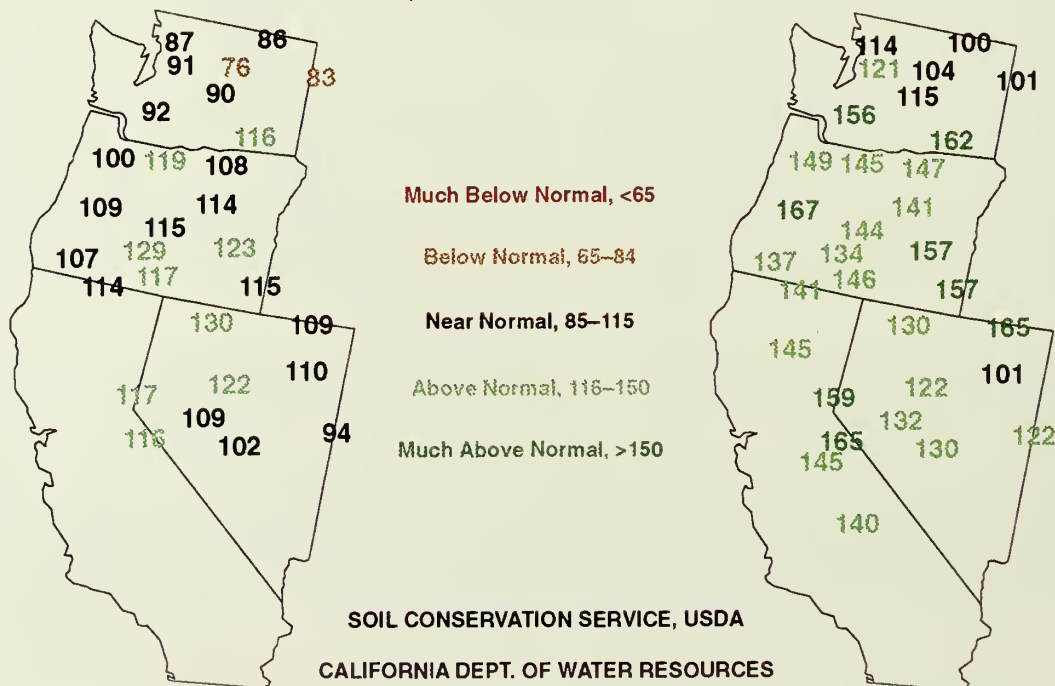 87 86
91 76 83
90
92
116
100 119 108
109 114
115
129 123
107 117
114 115
130 109
110
117 122
109
116 102 94
Much Below Normal, <65
Below Normal, 65–84
Near Normal, 85–115
Above Normal, 116–150
Much Above Normal, >150
114 100
121 104 101
115
156
162
149 145 147
167 141
144
134 157
137 146
141 157
130 165
145
101
159 122
132
165 130 122
145
140
SOIL CONSERVATION SERVICE, USDA
CALIFORNIA DEPT. OF WATER RESOURCES